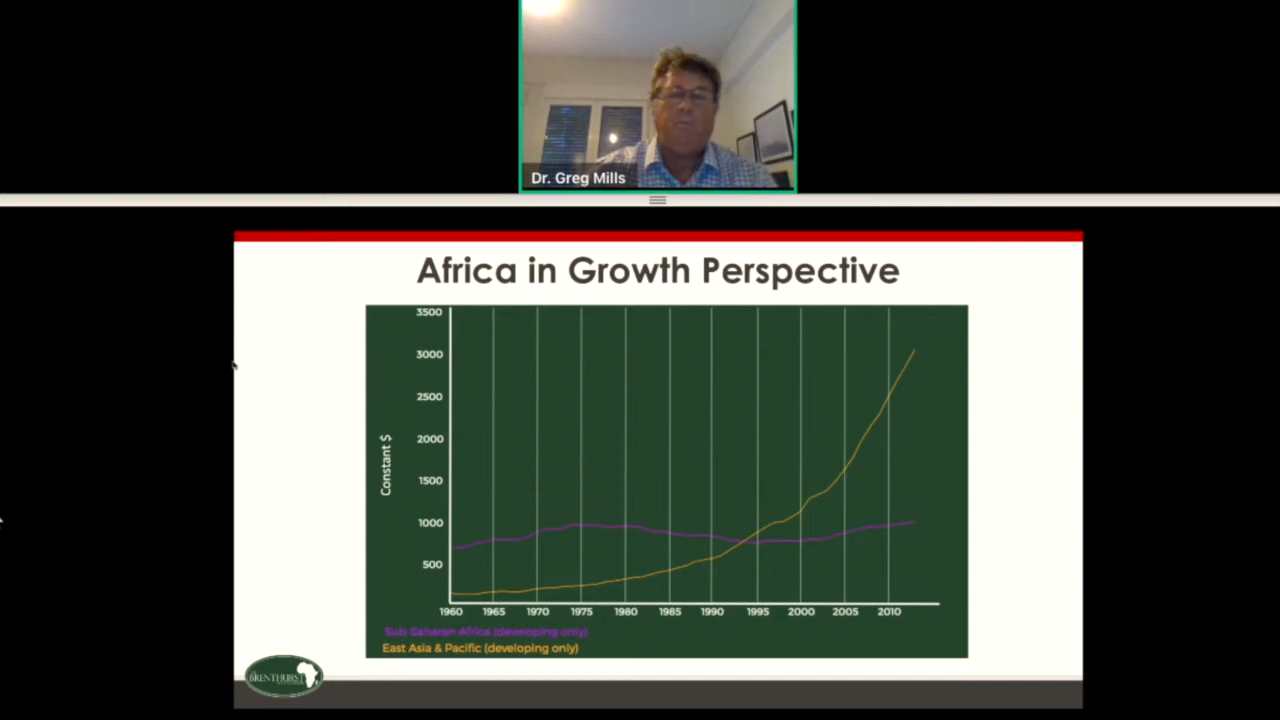 Dr. Greg Mills
Africa in Growth Perspective
3500
3000
2500
2000
1500
1000
500
Constant $
1960 1965 1970 1975 1980 1985 1990 1995 2000 2005 2010
Sub-Saharan Africa (developing only)
East Asia & Pacific (developing only)
BRENTHURST